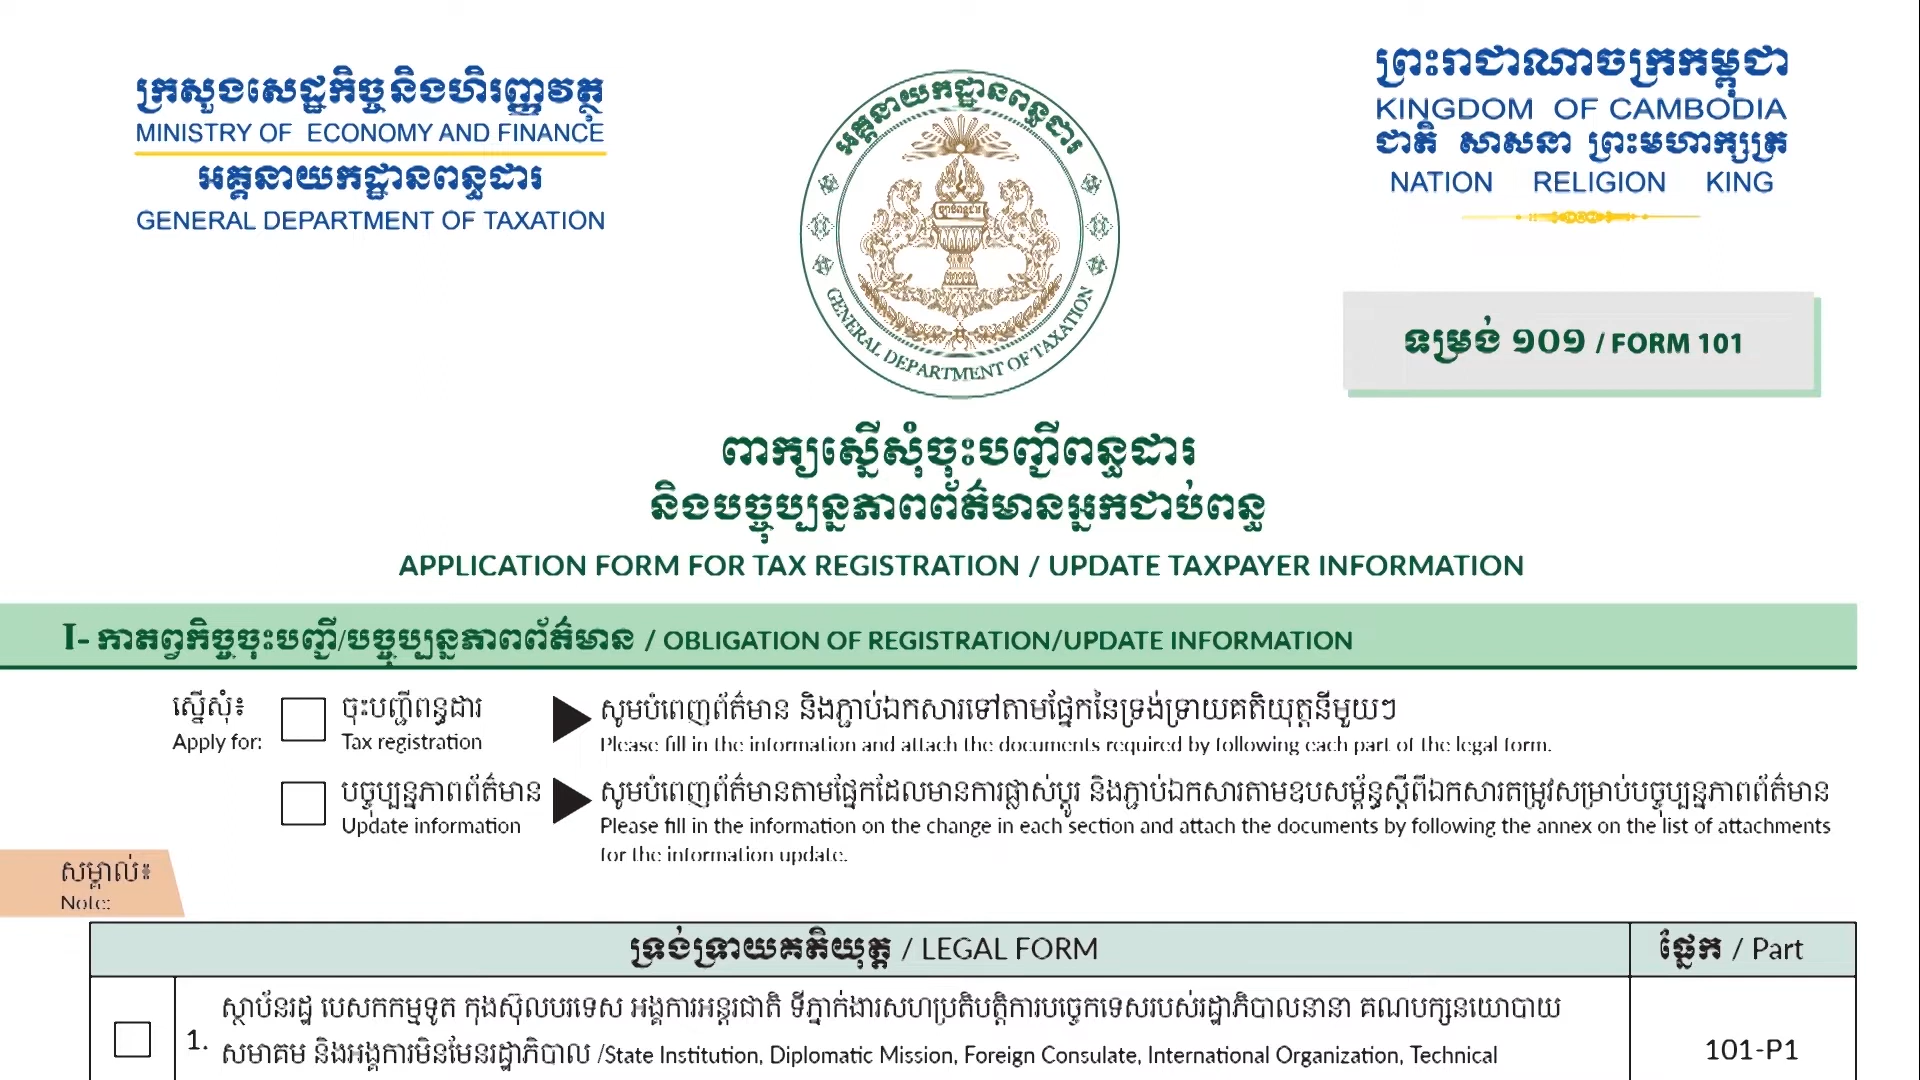 ក្រសួងសេដ្ឋកិច្ចនិងហិរញ្ញវត្ថុ
MINISTRY OF ECONOMY AND FINANCE
អគ្គនាយកដ្ឋានពន្ធដារ
GENERAL DEPARTMENT OF TAXATION
អគ្គនាយកដ្ឋានពន្ធដារ
GENERAL DEPARTMENT OF TAXATION
ព្រះរាជាណាចក្រកម្ពុជា
KINGDOM OF CAMBODIA
ជាតិ សាសនា ព្រះមហាក្សត្រ
NATION RELIGION KING
ទម្រង់ ១០១ / FORM 101
ពាក្យស្នើសុំចុះបញ្ជីពន្ធដារ
និងបច្ចុប្បន្នភាពព័ត៌មានអ្នកជាប់ពន្ធ
APPLICATION FORM FOR TAX REGISTRATION / UPDATE TAXPAYER INFORMATION
I- កាតព្វកិច្ចចុះបញ្ជី/បច្ចុប្បន្នភាពព័ត៌មាន / OBLIGATION OF REGISTRATION/UPDATE INFORMATION
ស្នើសុំ៖ ចុះបញ្ជីពន្ធដារ សូមបំពេញព័ត៌មាន និងភ្ជាប់ឯកសារទៅតាមផ្នែកនៃទ្រង់ទ្រាយគតិយុត្តនីមួយៗ
Apply for: Tax registration Please fill in the information and attach the documents required by following each part of the legal form.
បច្ចុប្បន្នភាពព័ត៌មាន សូមបំពេញព័ត៌មានតាមផ្នែកដែលមានការផ្លាស់ប្តូរ និងភ្ជាប់ឯកសារតាមឧបសម្ព័ន្ធស្តីពីឯកសារតម្រូវសម្រាប់បច្ចុប្បន្នភាពព័ត៌មាន
Update information Please fill in the information on the change in each section and attach the documents by following the annex on the list of attachments
for the information update.
សម្គាល់៖
Note:
ទ្រង់ទ្រាយគតិយុត្ត / LEGAL FORM ផ្នែក / Part
1. ស្ថាប័នរដ្ឋ បេសកកម្មទូត កុងស៊ុលបរទេស អង្គការអន្តរជាតិ ទីភ្នាក់ងារសហប្រតិបត្តិការបច្ចេកទេសរបស់រដ្ឋាភិបាលនានា គណបក្សនយោបាយ
សមាគម និងអង្គការមិនមែនរដ្ឋាភិបាល /State Institution, Diplomatic Mission, Foreign Consulate, International Organization, Technical 101-P1